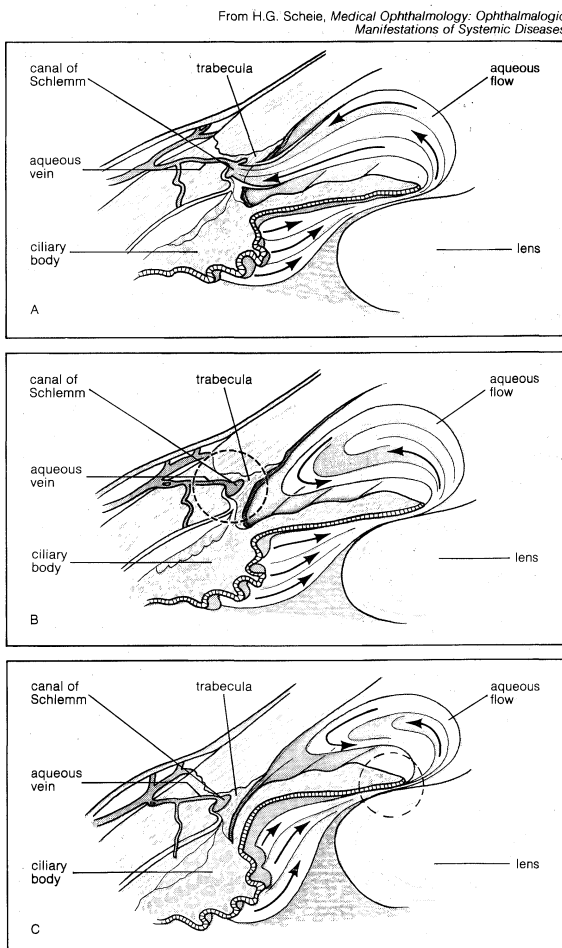 From H.G. Scheie, Medical Ophthalmology: Ophthalmologic
Manifestations of Systemic Diseases
canal of
Schlemm
trabecula
aqueous
flow
aqueous
vein
ciliary
body
lens
A
canal of
Schlemm
trabecula
aqueous
flow
aqueous
vein
ciliary
body
lens
B
canal of
Schlemm
trabecula
aqueous
flow
aqueous
vein
ciliary
body
lens
C